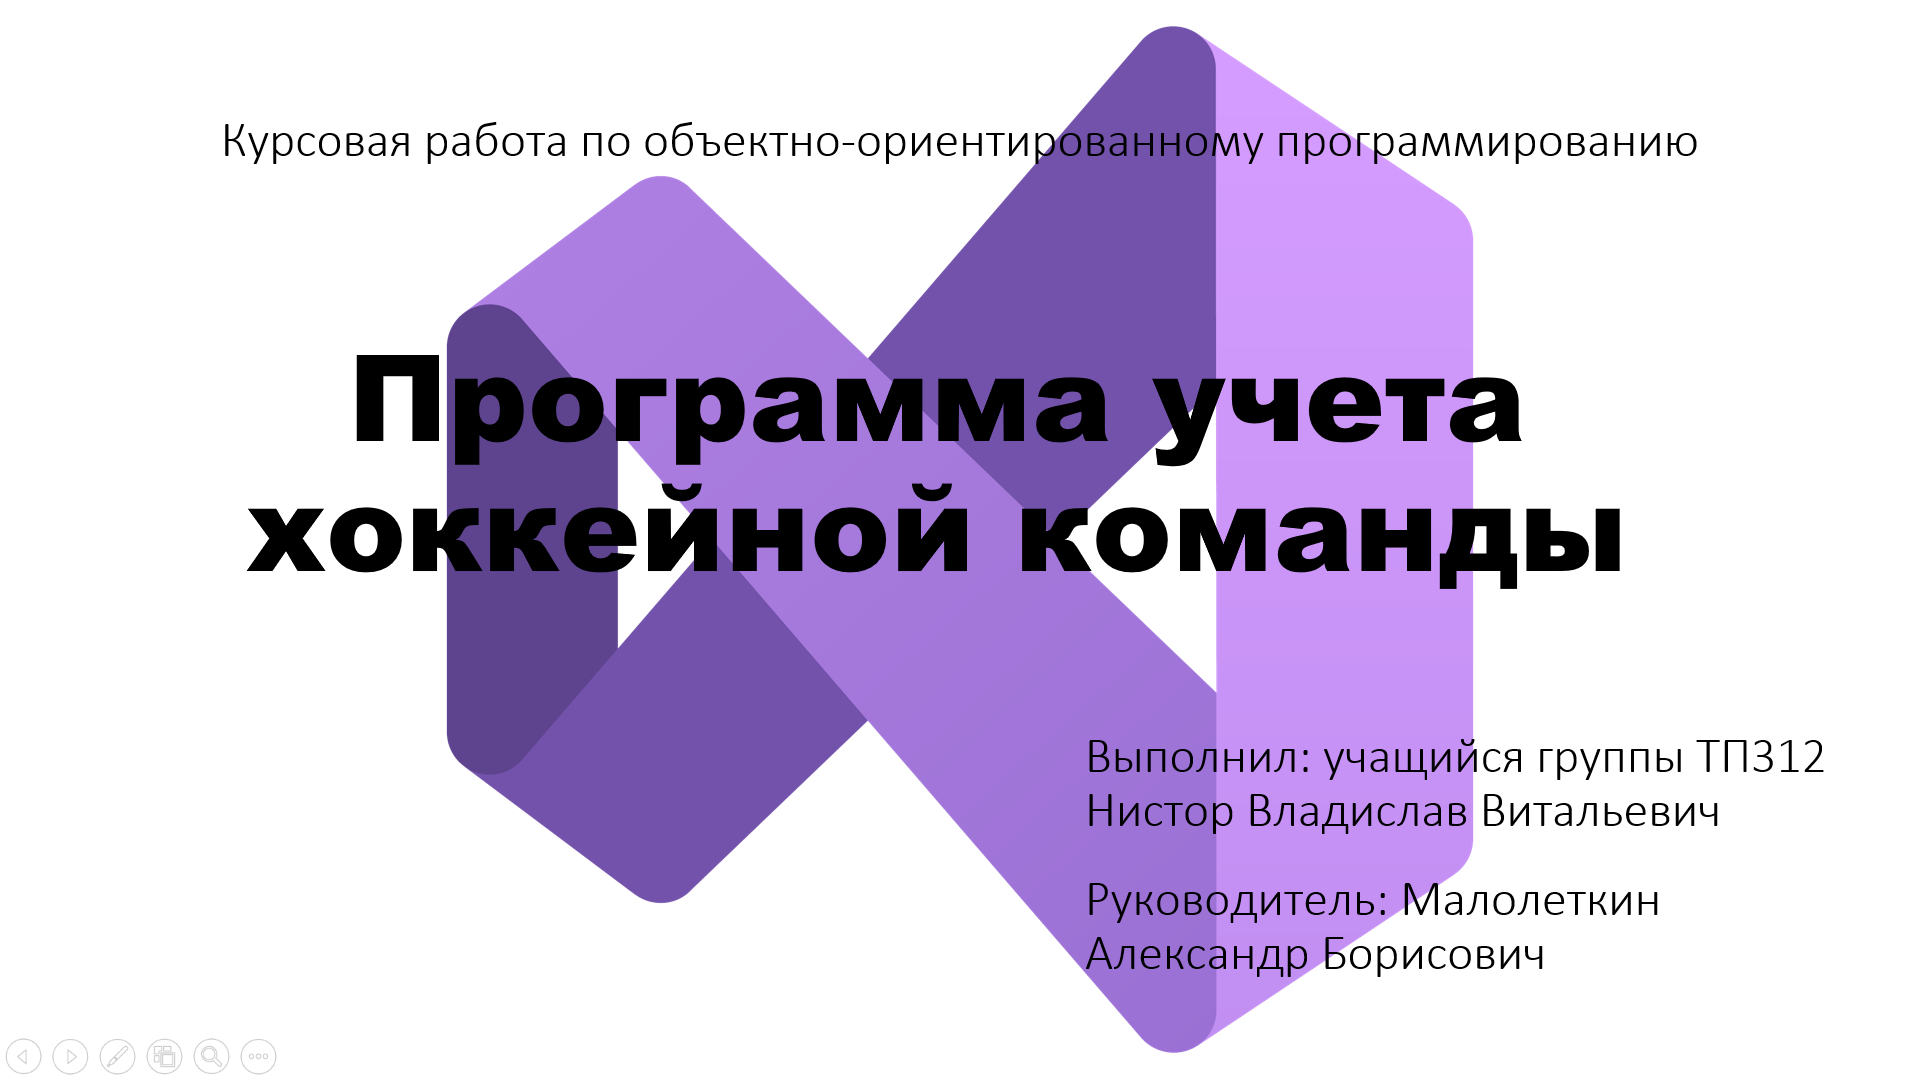 Курсовая работа по объектно-ориентированному программированию
Программа учета
хоккейной команды
Выполнил: учащийся группы ТП312
Нистор Владислав Витальевич
Руководитель: Малолеткин
Александр Борисович